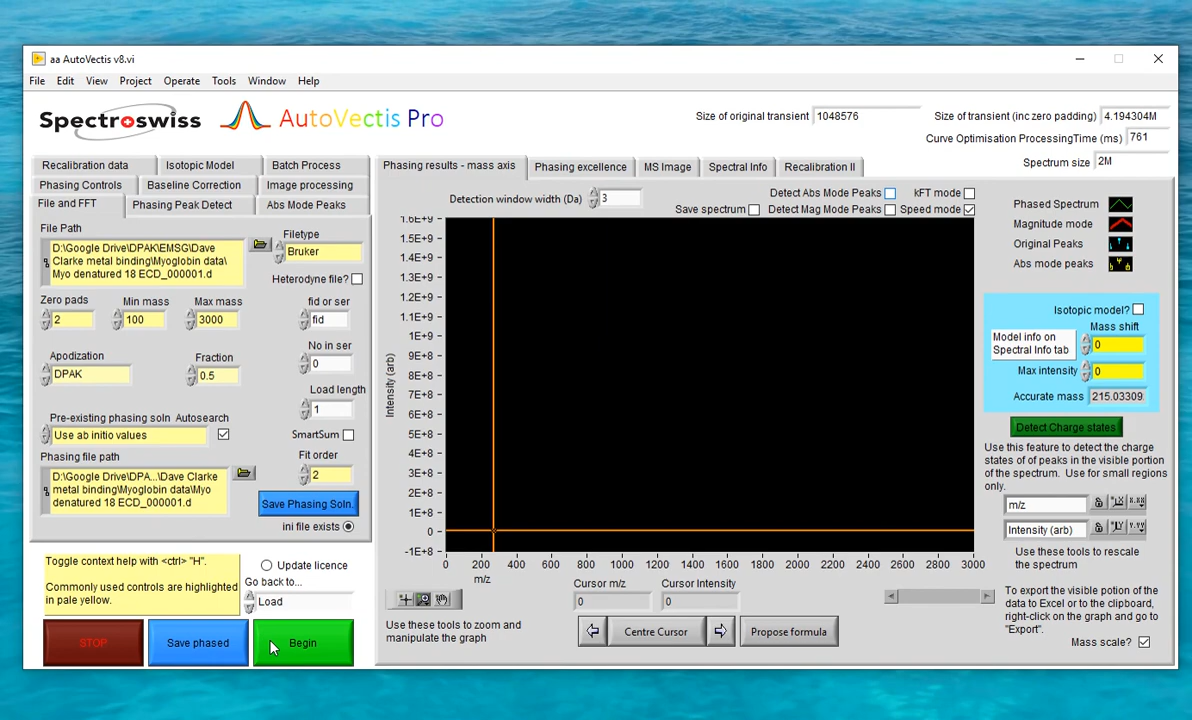 aa AutoVectis v8.vi
File Edit View Project Operate Tools Window Help
Spectroswiss AutoVectis Pro
Size of original transient 1048576
Size of transient (inc zero padding) 4.194304M
Curve Optimisation ProcessingTime (ms) 761
Spectrum size 2M
Recalibration data Isotopic Model Batch Process
Phasing Controls Baseline Correction Image processing
File and FFT Phasing Peak Detect Abs Mode Peaks
File Path
D:\Google Drive\DPAK\EMSG\Dave
Clarke metal binding\Myoglobin data\
Myo denatured 18 ECD_000001.d
Filetype
Bruker
Heterodyne file?
Zero pads Min mass Max mass
2 100 3000
fid or ser
fid
No in ser
0
Apodization Fraction
DPAK 0.5
Load length
1
Pre-existing phasing soln Autosearch
Use ab initio values
SmartSum
Phasing file path
D:\Google Drive\DPA...\Dave Clarke
metal binding\Myoglobin data\Myo
denatured 18 ECD_000001.d
Fit order
2
Save Phasing Soln.
ini file exists
Toggle context help with <ctrl> "H".
Commonly used controls are highlighted
in pale yellow.
Update licence
Go back to...
Load
STOP Save phased Begin
Phasing results - mass axis Phasing excellence MS Image Spectral Info Recalibration II
Detection window width (Da) 3
Detect Abs Mode Peaks kFT mode
Save spectrum Detect Mag Mode Peaks Speed mode
1.6E+9
1.5E+9
1.4E+9
1.3E+9
1.2E+9
1.1E+9
1E+9
9E+8
8E+8
7E+8
6E+8
5E+8
4E+8
3E+8
2E+8
1E+8
0
-1E+8
Intensity (arb)
0 200 400 600 800 1000 1200 1400 1600 1800 2000 2200 2400 2600 2800 3000
m/z
Cursor m/z Cursor Intensity
0 0
Use these tools to zoom and
manipulate the graph
Centre Cursor
Propose formula
Phased Spectrum
Magnitude mode
Original Peaks
Abs mode peaks
Isotopic model?
Model info on
Spectral Info tab
Mass shift
0
Max intensity 0
Accurate mass 215.03309
Detect Charge states
Use this feature to detect the charge
states of of peaks in the visible portion
of the spectrum. Use for small regions
only.
m/z
Intensity (arb)
Use these tools to rescale
the spectrum
To export the visible portion of the
data to Excel or to the clipboard,
right-click on the graph and go to
"Export".
Mass scale?